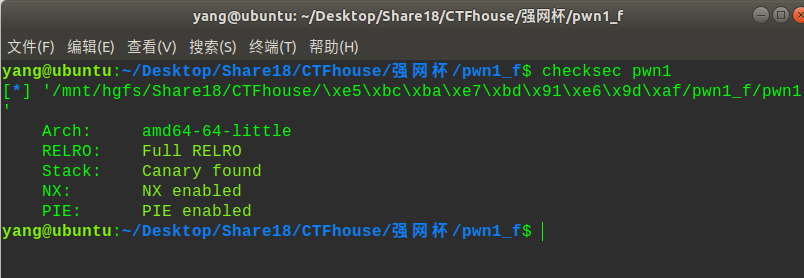 yang@ubuntu: ~/Desktop/Share18/CTFhouse/强网杯/pwn1_f
文件(F) 编辑(E) 查看(V) 搜索(S) 终端(T) 帮助(H)
yang@ubuntu:~/Desktop/Share18/CTFhouse/强网杯/pwn1_f$ checksec pwn1
[*] '/mnt/hgfs/Share18/CTFhouse/\xe5\xbc\xba\xe7\xbd\x91\xe6\x9d\xaf/pwn1_f/pwn1
'
Arch: amd64-64-little
RELRO: Full RELRO
Stack: Canary found
NX: NX enabled
PIE: PIE enabled
yang@ubuntu:~/Desktop/Share18/CTFhouse/强网杯/pwn1_f$